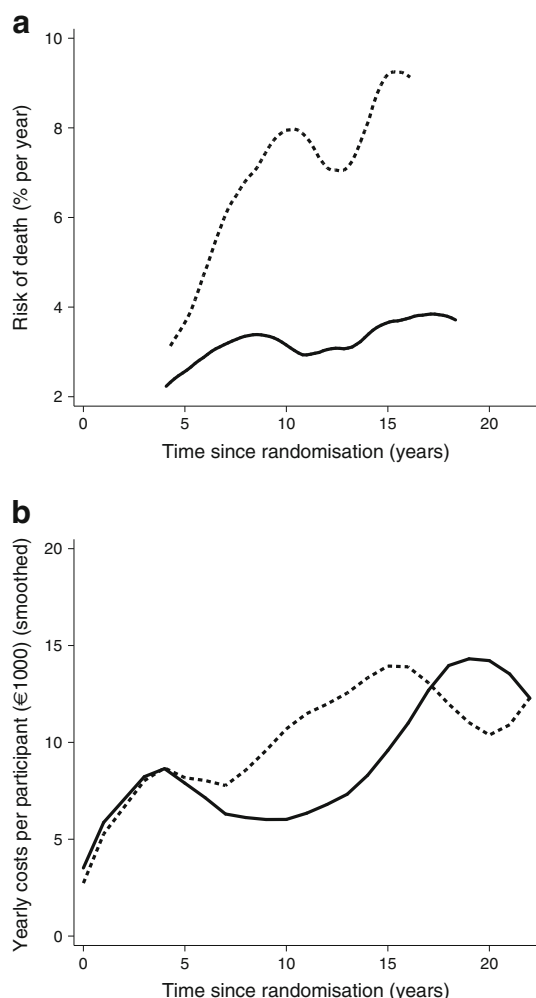 a
Risk of death (% per year)
10
8
6
4
2
0 5 10 15 20
Time since randomisation (years)
b
Yearly costs per participant (€1000) (smoothed)
20
15
10
5
0
0 5 10 15 20
Time since randomisation (years)